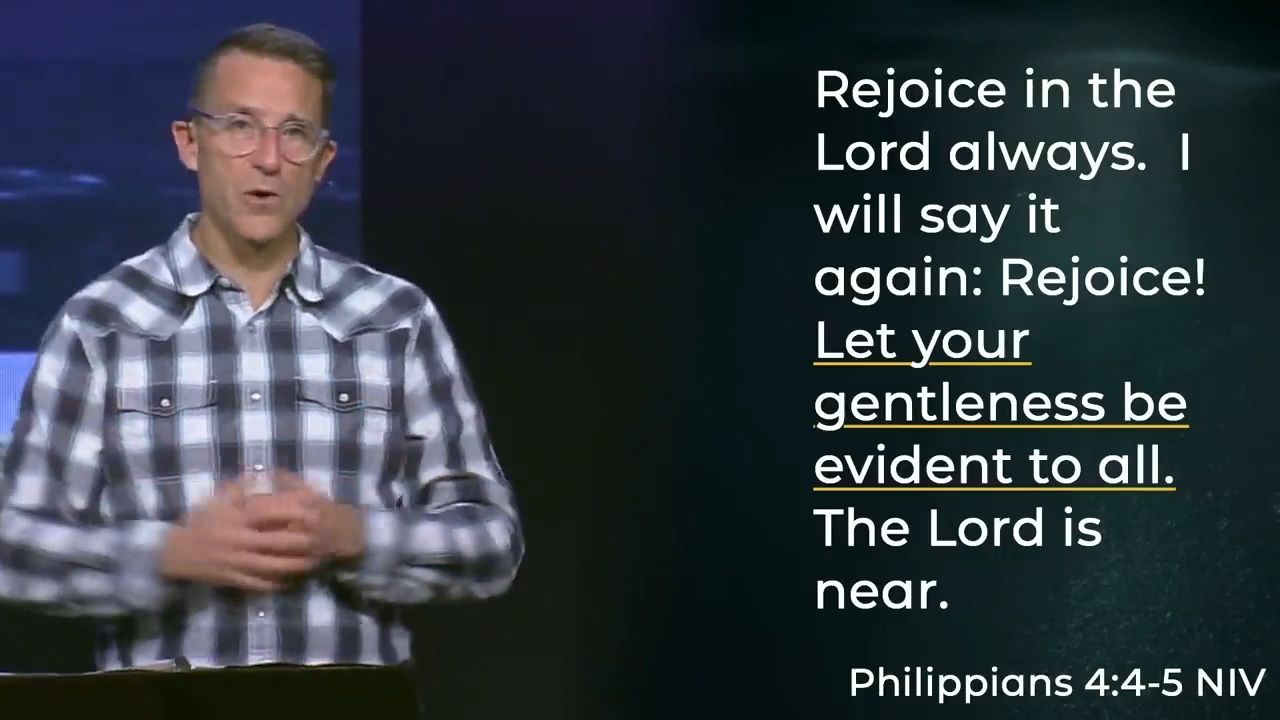 Rejoice in the
Lord always.  I
will say it
again: Rejoice!
Let your
gentleness be
evident to all.
The Lord is
near.
Philippians 4:4-5 NIV